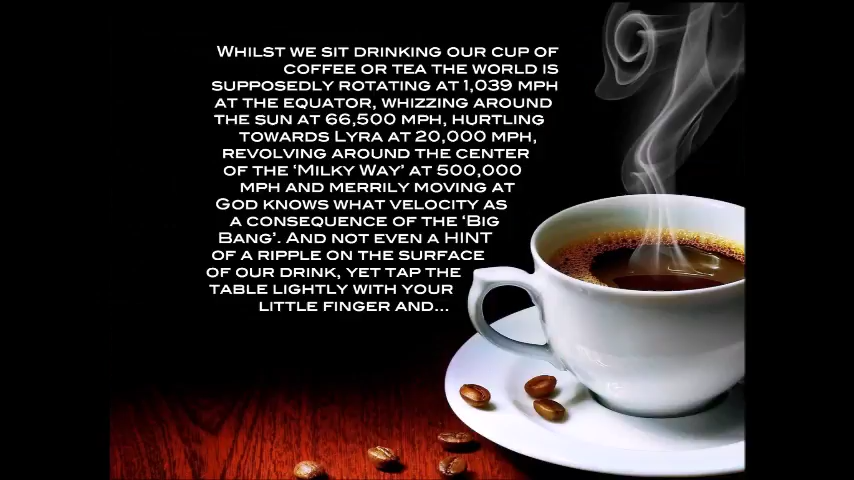 Whilst we sit drinking our cup of
coffee or tea the world is
supposedly rotating at 1,039 mph
at the equator, whizzing around
the sun at 66,500 mph, hurtling
towards Lyra at 20,000 mph,
revolving around the center
of the ‘Milky Way’ at 500,000
mph and merrily moving at
God knows what velocity as
a consequence of the ‘Big
Bang’. And not even a hint
of a ripple on the surface
of our drink, yet tap the
table lightly with your
little finger and...